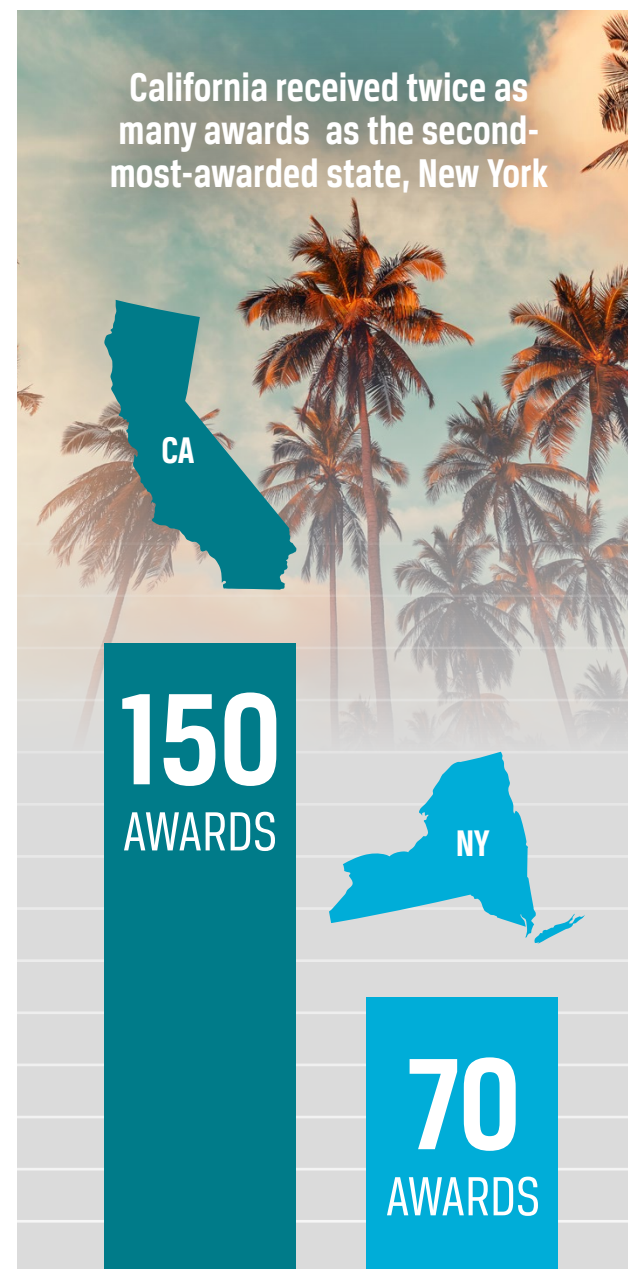 California received twice as
many awards as the second-
most-awarded state, New York
CA
150
AWARDS
NY
70
AWARDS